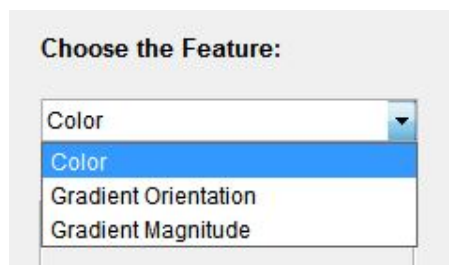 Choose the Feature:
Color
Color
Gradient Orientation
Gradient Magnitude